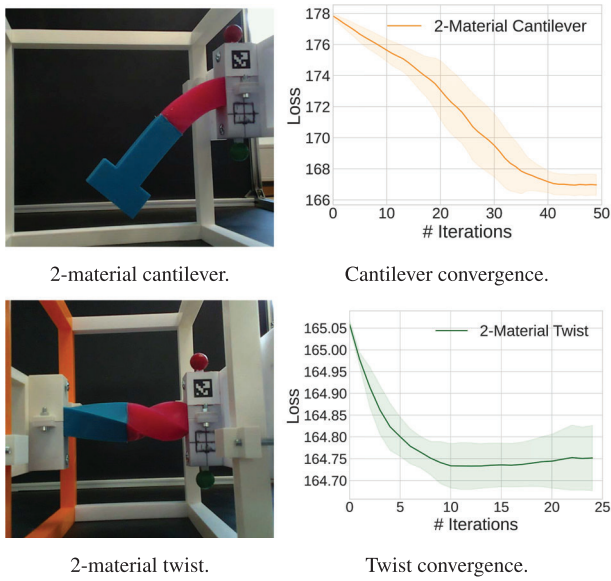 178
176
174
172
170
168
166
Loss
2-Material Cantilever
0 10 20 30 40 50
# Iterations
2-material cantilever.
Cantilever convergence.
165.05
165.00
164.95
164.90
164.85
164.80
164.75
164.70
Loss
2-Material Twist
0 5 10 15 20 25
# Iterations
2-material twist.
Twist convergence.